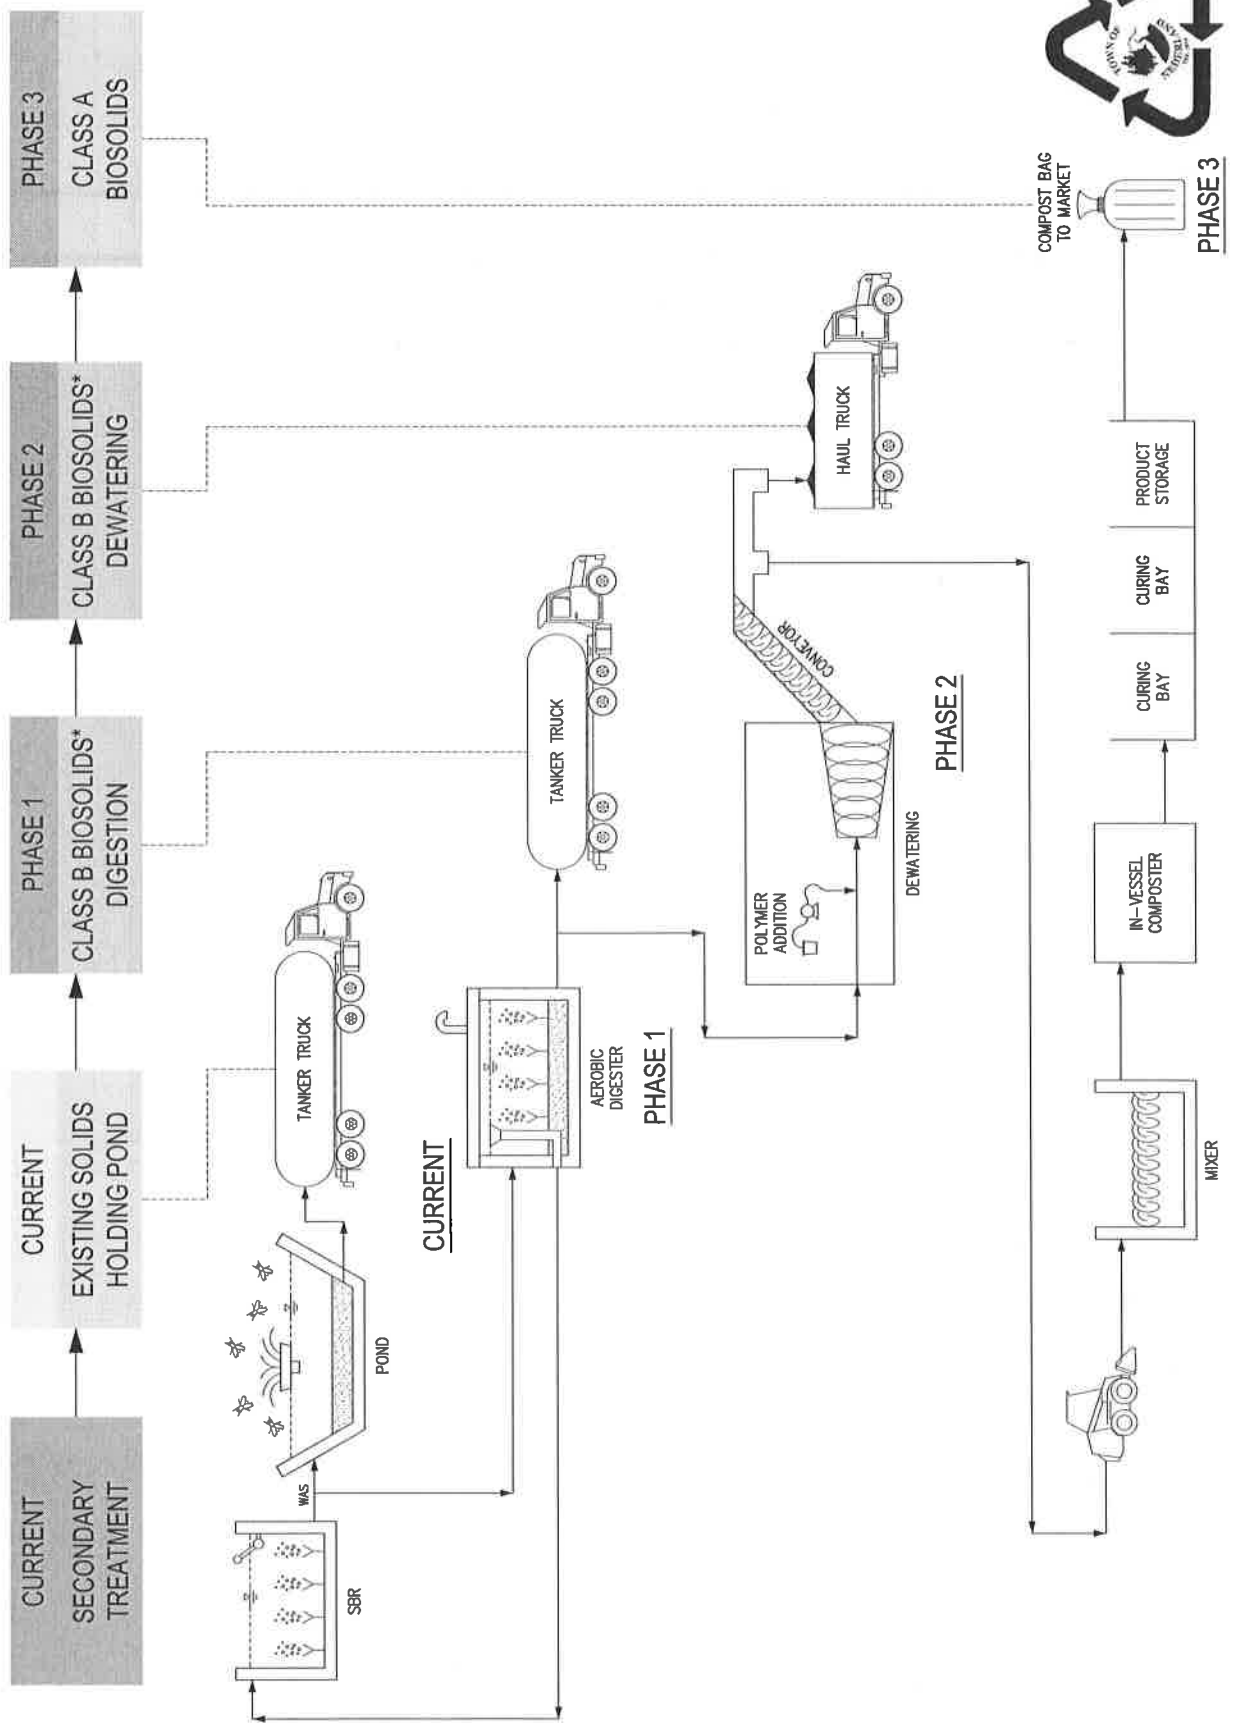 CURRENT
SECONDARY
TREATMENT
CURRENT
EXISTING SOLIDS
HOLDING POND
PHASE 1
CLASS B BIOSOLIDS*
DIGESTION
PHASE 2
CLASS B BIOSOLIDS*
DEWATERING
PHASE 3
CLASS A
BIOSOLIDS
SBR
WAS
POND
TANKER TRUCK
CURRENT
AEROBIC
DIGESTER
PHASE 1
TANKER TRUCK
POLYMER
ADDITION
DEWATERING
CONVEYOR
PHASE 2
HAUL TRUCK
MIXER
IN-VESSEL
COMPOSTER
CURING
BAY
CURING
BAY
PRODUCT
STORAGE
COMPOST BAG
TO MARKET
PHASE 3
TOWN OF
NEDERLAND